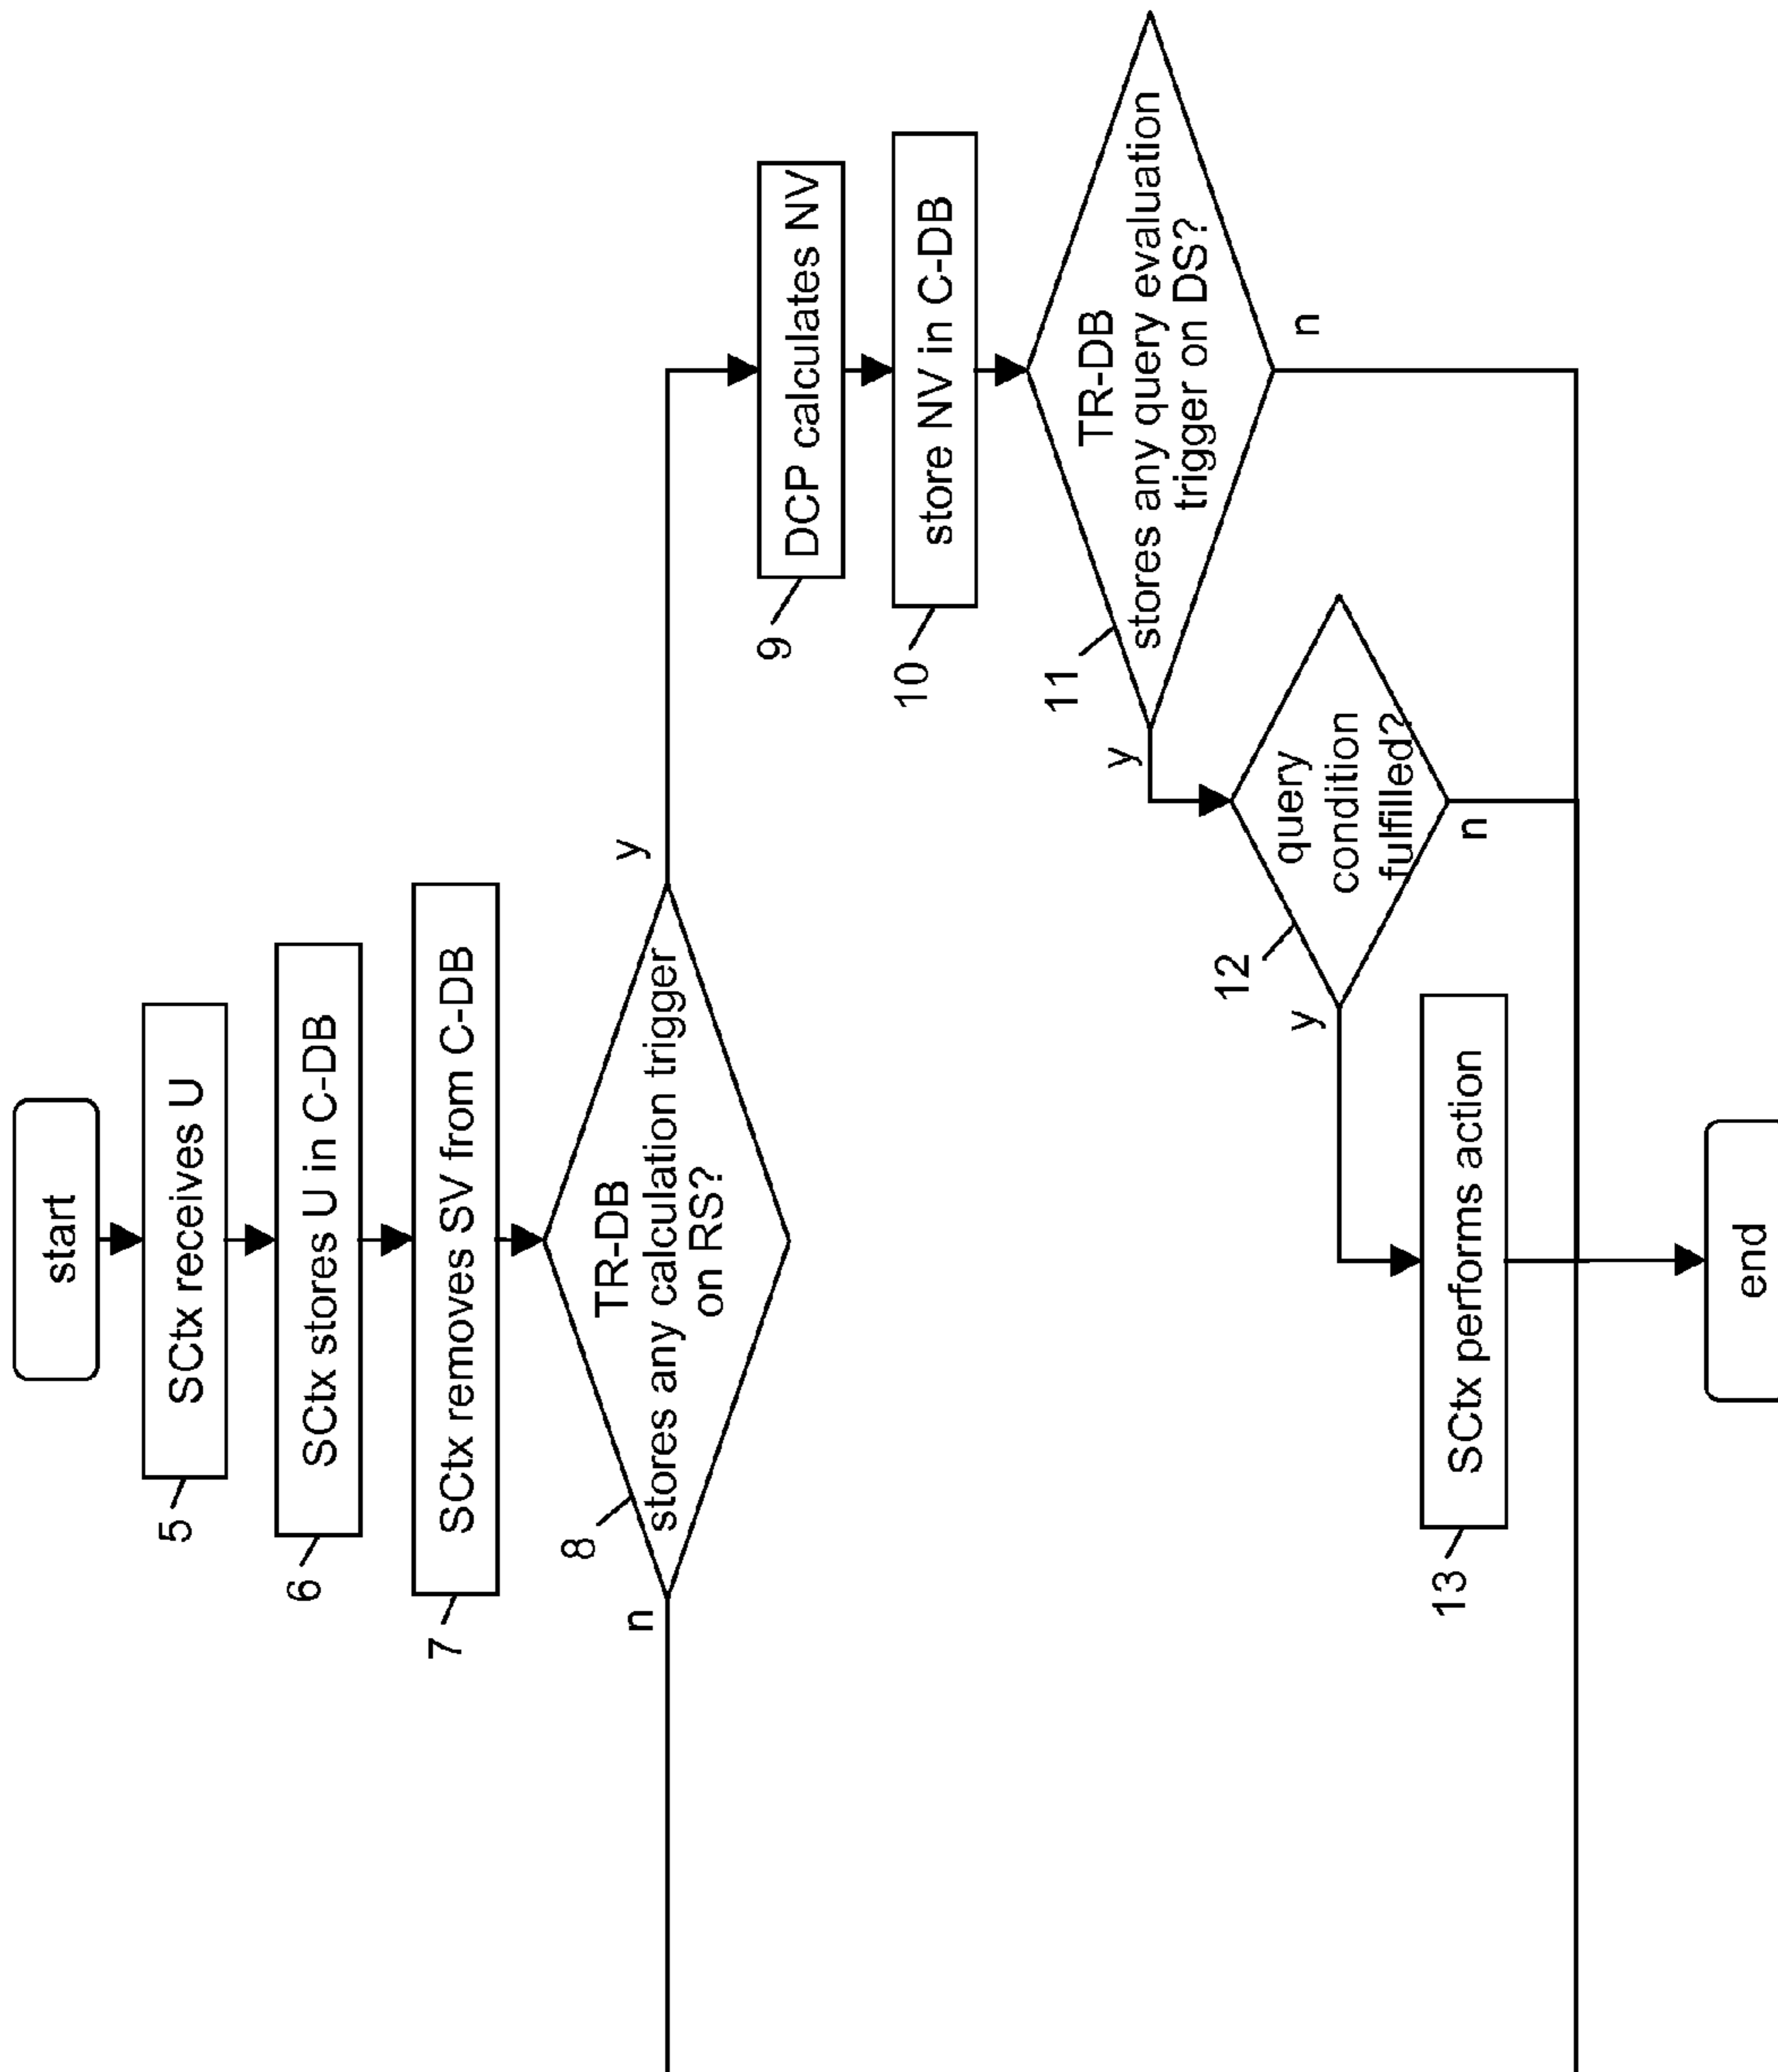 start
SCtx receives U
5
SCtx stores U in C-DB
6
SCtx removes SV from C-DB
7
TR-DB
stores any calculation trigger
on RS?
8
n
y
DCP calculates NV
9
store NV in C-DB
10
TR-DB
stores any query evaluation
trigger on DS?
11
y
n
query
condition
fulfilled?
12
y
n
SCtx performs action
13
end